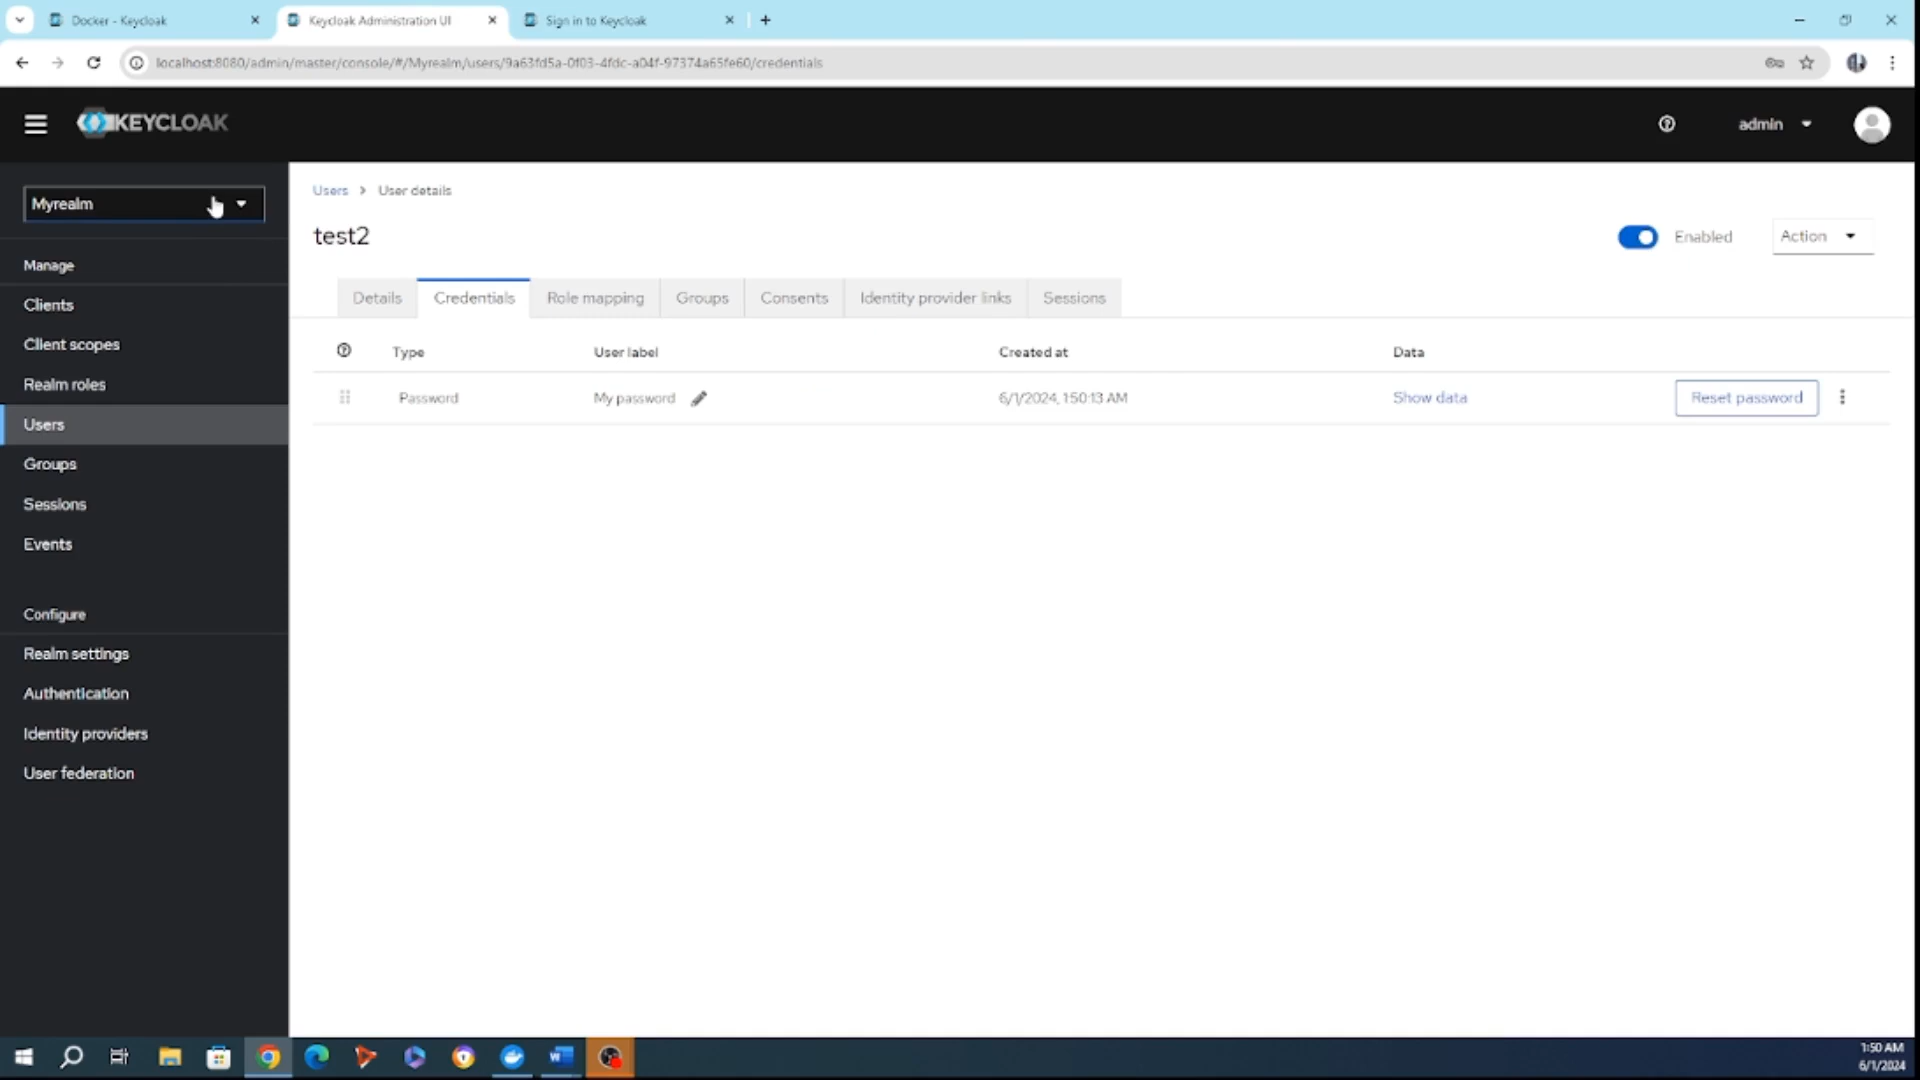 Docker - Keycloak
Keycloak Administration UI
Sign in to Keycloak
localhost:8080/admin/master/console/#/Myrealm/users/9a63fd5a-0f03-4fdc-a04f-97374a65fe60/credentials
KEYCLOAK
admin
Myrealm
Manage
Clients
Client scopes
Realm roles
Users
Groups
Sessions
Events
Configure
Realm settings
Authentication
Identity providers
User federation
Users > User details
test2
Enabled
Action
Details Credentials Role mapping Groups Consents Identity provider links Sessions
Type User label Created at Data
Password My password 6/1/2024, 1:50:13 AM Show data Reset password
1:50 AM
6/1/2024